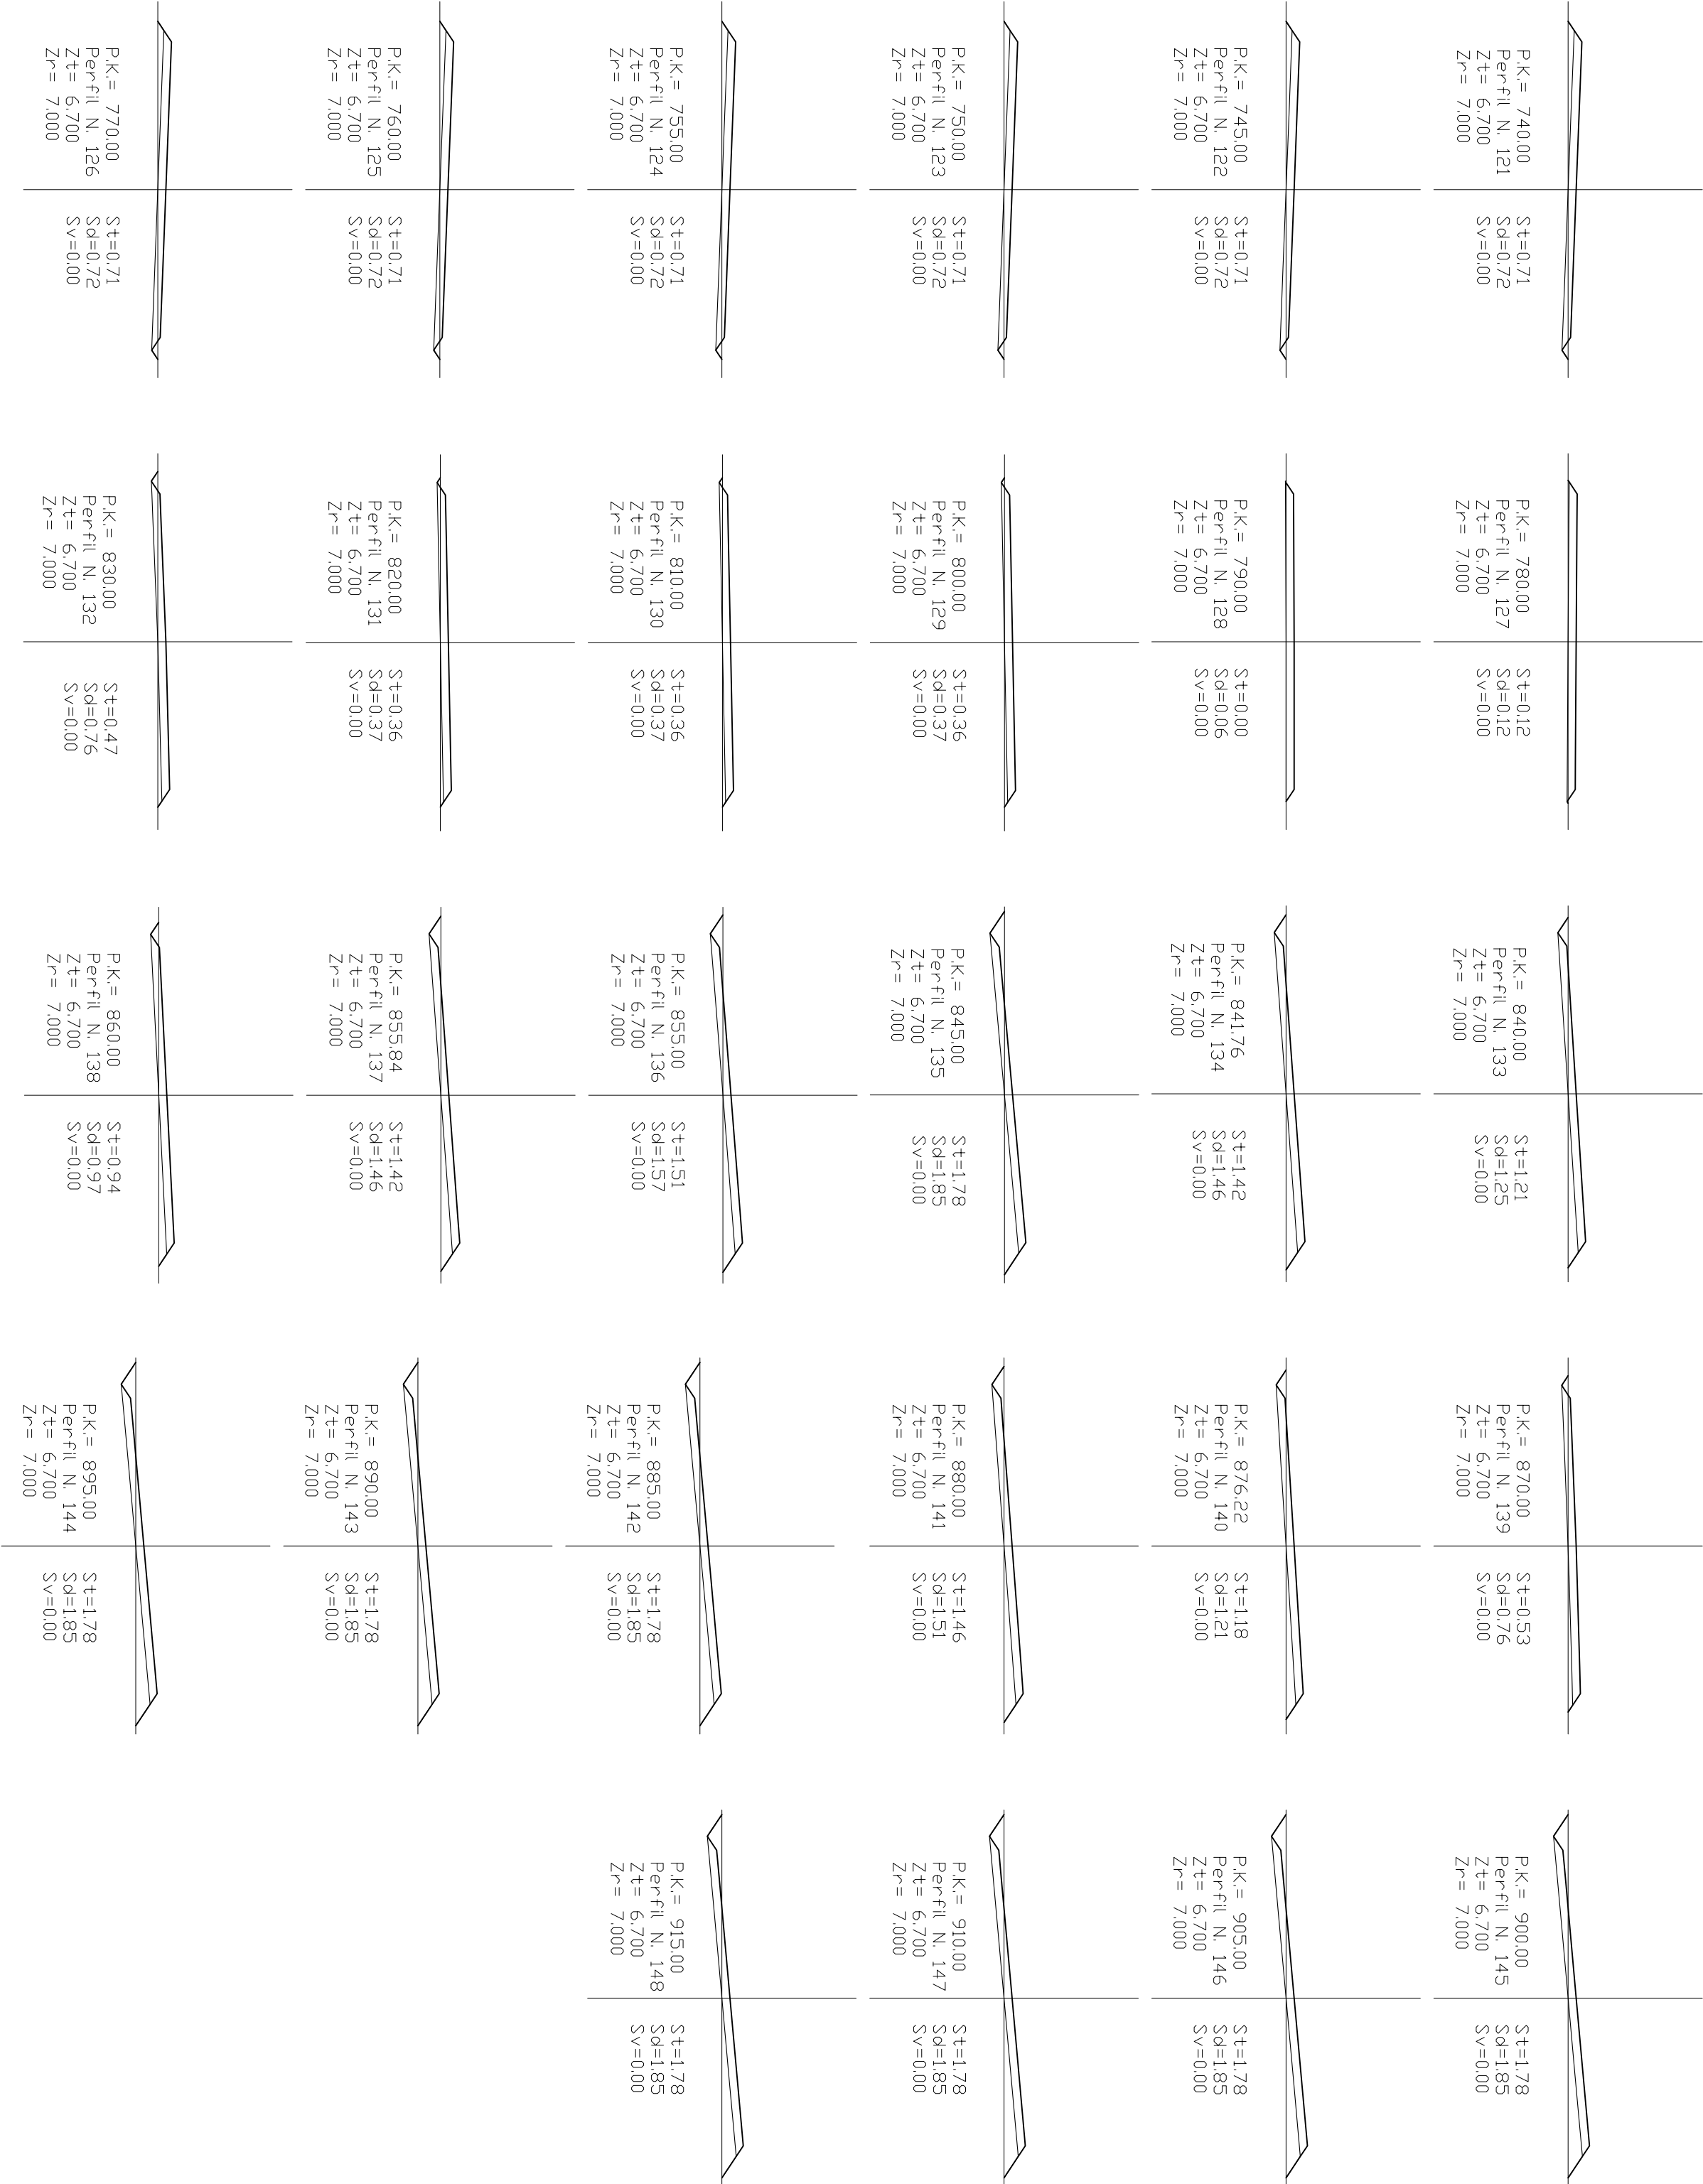 P.K.= 740.00
Perfil N. 121
Zt= 6.700
Zr= 7.000
St=0.71
Sd=0.72
Sv=0.00
P.K.= 745.00
Perfil N. 122
Zt= 6.700
Zr= 7.000
St=0.71
Sd=0.72
Sv=0.00
P.K.= 750.00
Perfil N. 123
Zt= 6.700
Zr= 7.000
St=0.71
Sd=0.72
Sv=0.00
P.K.= 755.00
Perfil N. 124
Zt= 6.700
Zr= 7.000
St=0.71
Sd=0.72
Sv=0.00
P.K.= 760.00
Perfil N. 125
Zt= 6.700
Zr= 7.000
St=0.71
Sd=0.72
Sv=0.00
P.K.= 770.00
Perfil N. 126
Zt= 6.700
Zr= 7.000
St=0.71
Sd=0.72
Sv=0.00
P.K.= 780.00
Perfil N. 127
Zt= 6.700
Zr= 7.000
St=0.12
Sd=0.12
Sv=0.00
P.K.= 790.00
Perfil N. 128
Zt= 6.700
Zr= 7.000
St=0.00
Sd=0.06
Sv=0.00
P.K.= 800.00
Perfil N. 129
Zt= 6.700
Zr= 7.000
St=0.36
Sd=0.37
Sv=0.00
P.K.= 810.00
Perfil N. 130
Zt= 6.700
Zr= 7.000
St=0.36
Sd=0.37
Sv=0.00
P.K.= 820.00
Perfil N. 131
Zt= 6.700
Zr= 7.000
St=0.36
Sd=0.37
Sv=0.00
P.K.= 830.00
Perfil N. 132
Zt= 6.700
Zr= 7.000
St=0.47
Sd=0.76
Sv=0.00
P.K.= 840.00
Perfil N. 133
Zt= 6.700
Zr= 7.000
St=1.21
Sd=1.25
Sv=0.00
P.K.= 841.76
Perfil N. 134
Zt= 6.700
Zr= 7.000
St=1.42
Sd=1.46
Sv=0.00
P.K.= 845.00
Perfil N. 135
Zt= 6.700
Zr= 7.000
St=1.78
Sd=1.85
Sv=0.00
P.K.= 855.00
Perfil N. 136
Zt= 6.700
Zr= 7.000
St=1.51
Sd=1.57
Sv=0.00
P.K.= 855.84
Perfil N. 137
Zt= 6.700
Zr= 7.000
St=1.42
Sd=1.46
Sv=0.00
P.K.= 860.00
Perfil N. 138
Zt= 6.700
Zr= 7.000
St=0.94
Sd=0.97
Sv=0.00
P.K.= 870.00
Perfil N. 139
Zt= 6.700
Zr= 7.000
St=0.53
Sd=0.76
Sv=0.00
P.K.= 876.22
Perfil N. 140
Zt= 6.700
Zr= 7.000
St=1.18
Sd=1.21
Sv=0.00
P.K.= 880.00
Perfil N. 141
Zt= 6.700
Zr= 7.000
St=1.46
Sd=1.51
Sv=0.00
P.K.= 885.00
Perfil N. 142
Zt= 6.700
Zr= 7.000
St=1.78
Sd=1.85
Sv=0.00
P.K.= 890.00
Perfil N. 143
Zt= 6.700
Zr= 7.000
St=1.78
Sd=1.85
Sv=0.00
P.K.= 895.00
Perfil N. 144
Zt= 6.700
Zr= 7.000
St=1.78
Sd=1.85
Sv=0.00
P.K.= 900.00
Perfil N. 145
Zt= 6.700
Zr= 7.000
St=1.78
Sd=1.85
Sv=0.00
P.K.= 905.00
Perfil N. 146
Zt= 6.700
Zr= 7.000
St=1.78
Sd=1.85
Sv=0.00
P.K.= 910.00
Perfil N. 147
Zt= 6.700
Zr= 7.000
St=1.78
Sd=1.85
Sv=0.00
P.K.= 915.00
Perfil N. 148
Zt= 6.700
Zr= 7.000
St=1.78
Sd=1.85
Sv=0.00